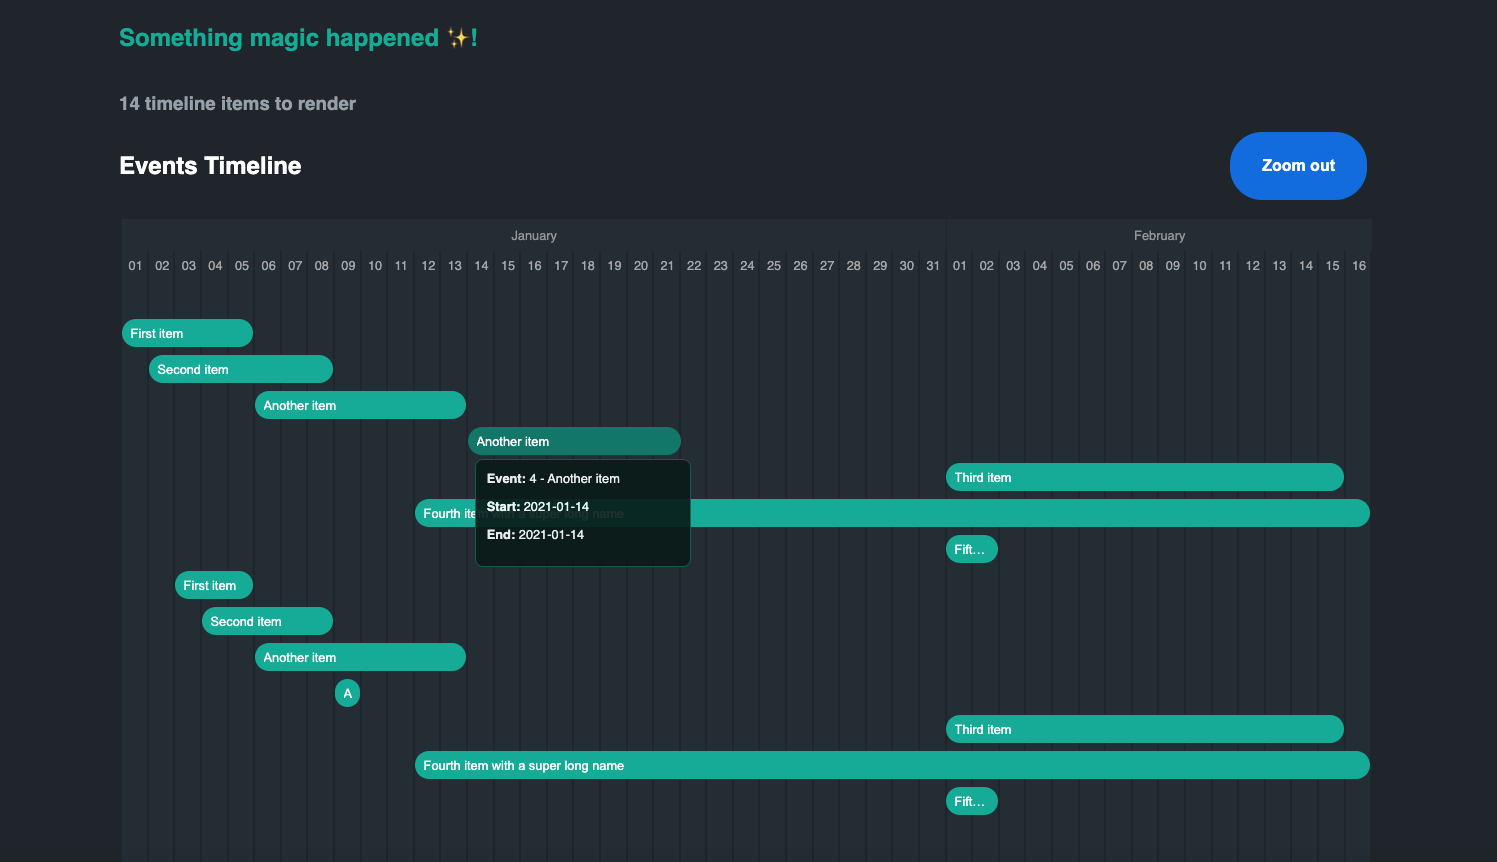 Something magic happened ✨!
14 timeline items to render
Events Timeline
Zoom out
January February
01 02 03 04 05 06 07 08 09 10 11 12 13 14 15 16 17 18 19 20 21 22 23 24 25 26 27 28 29 30 31 01 02 03 04 05 06 07 08 09 10 11 12 13 14 15 16
First item
Second item
Another item
Another item
Event: 4 - Another item
Start: 2021-01-14
End: 2021-01-14
Third item
Fourth item with a super long name
Fift...
First item
Second item
Another item
A
Third item
Fourth item with a super long name
Fift...